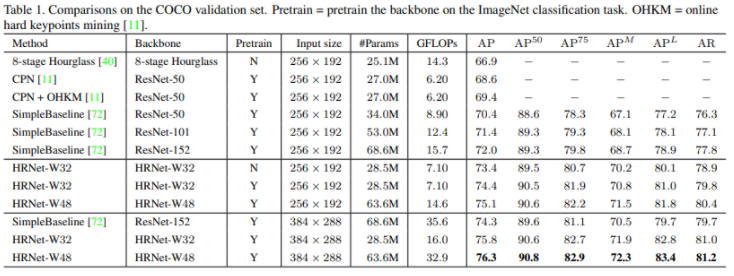 Table 1. Comparisons on the COCO validation set. Pretrain = pretrain the backbone on the ImageNet classification task. OHKM = online
hard keypoints mining [11].
Method Backbone Pretrain Input size #Params GFLOPs AP AP50 AP75 APM APL AR
8-stage Hourglass [40] 8-stage Hourglass N 256 × 192 25.1M 14.3 66.9 − − − − −
CPN [11] ResNet-50 Y 256 × 192 27.0M 6.20 68.6 − − − − −
CPN + OHKM [11] ResNet-50 Y 256 × 192 27.0M 6.20 69.4 − − − − −
SimpleBaseline [72] ResNet-50 Y 256 × 192 34.0M 8.90 70.4 88.6 78.3 67.1 77.2 76.3
SimpleBaseline [72] ResNet-101 Y 256 × 192 53.0M 12.4 71.4 89.3 79.3 68.1 78.1 77.1
SimpleBaseline [72] ResNet-152 Y 256 × 192 68.6M 15.7 72.0 89.3 79.8 68.7 78.9 77.8
HRNet-W32 HRNet-W32 N 256 × 192 28.5M 7.10 73.4 89.5 80.7 70.2 80.1 78.9
HRNet-W32 HRNet-W32 Y 256 × 192 28.5M 7.10 74.4 90.5 81.9 70.8 81.0 79.8
HRNet-W48 HRNet-W48 Y 256 × 192 63.6M 14.6 75.1 90.6 82.2 71.5 81.8 80.4
SimpleBaseline [72] ResNet-152 Y 384 × 288 68.6M 35.6 74.3 89.6 81.1 70.5 79.7 79.7
HRNet-W32 HRNet-W32 Y 384 × 288 28.5M 16.0 75.8 90.6 82.7 71.9 82.8 81.0
HRNet-W48 HRNet-W48 Y 384 × 288 63.6M 32.9 76.3 90.8 82.9 72.3 83.4 81.2